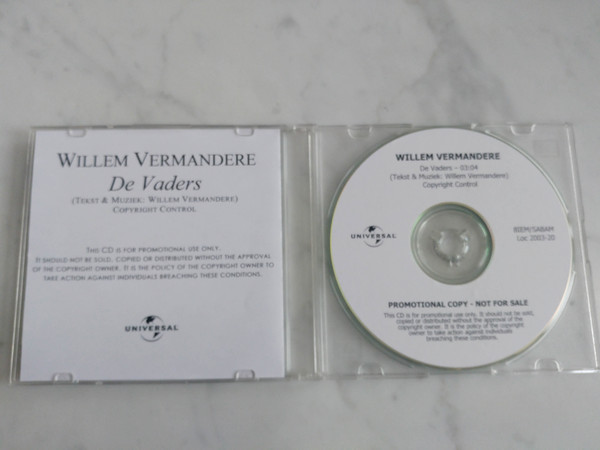 WILLEM VERMANDERE
De Vaders
(TEKST & MUZIEK: WILLEM VERMANDERE)
COPYRIGHT CONTROL
THIS CD IS FOR PROMOTIONAL USE ONLY.
IT SHOULD NOT BE SOLD, COPIED OR DISTRIBUTED WITHOUT THE APPROVAL
OF THE COPYRIGHT OWNER. IT IS THE POLICY OF THE COPYRIGHT OWNER TO
TAKE ACTION AGAINST INDIVIDUALS BREACHING THESE CONDITIONS.
UNIVERSAL
WILLEM VERMANDERE
De Vaders – 03:04
(Tekst & Muziek: Willem Vermandere)
Copyright Control
UNIVERSAL
BIEM/SABAM
Loc 2003-20
PROMOTIONAL COPY - NOT FOR SALE
This CD is for promotional use only. It should not be sold,
copied or distributed without the approval of the
copyright owner. It is the policy of the copyright
owner to take action against individuals
breaching these conditions.